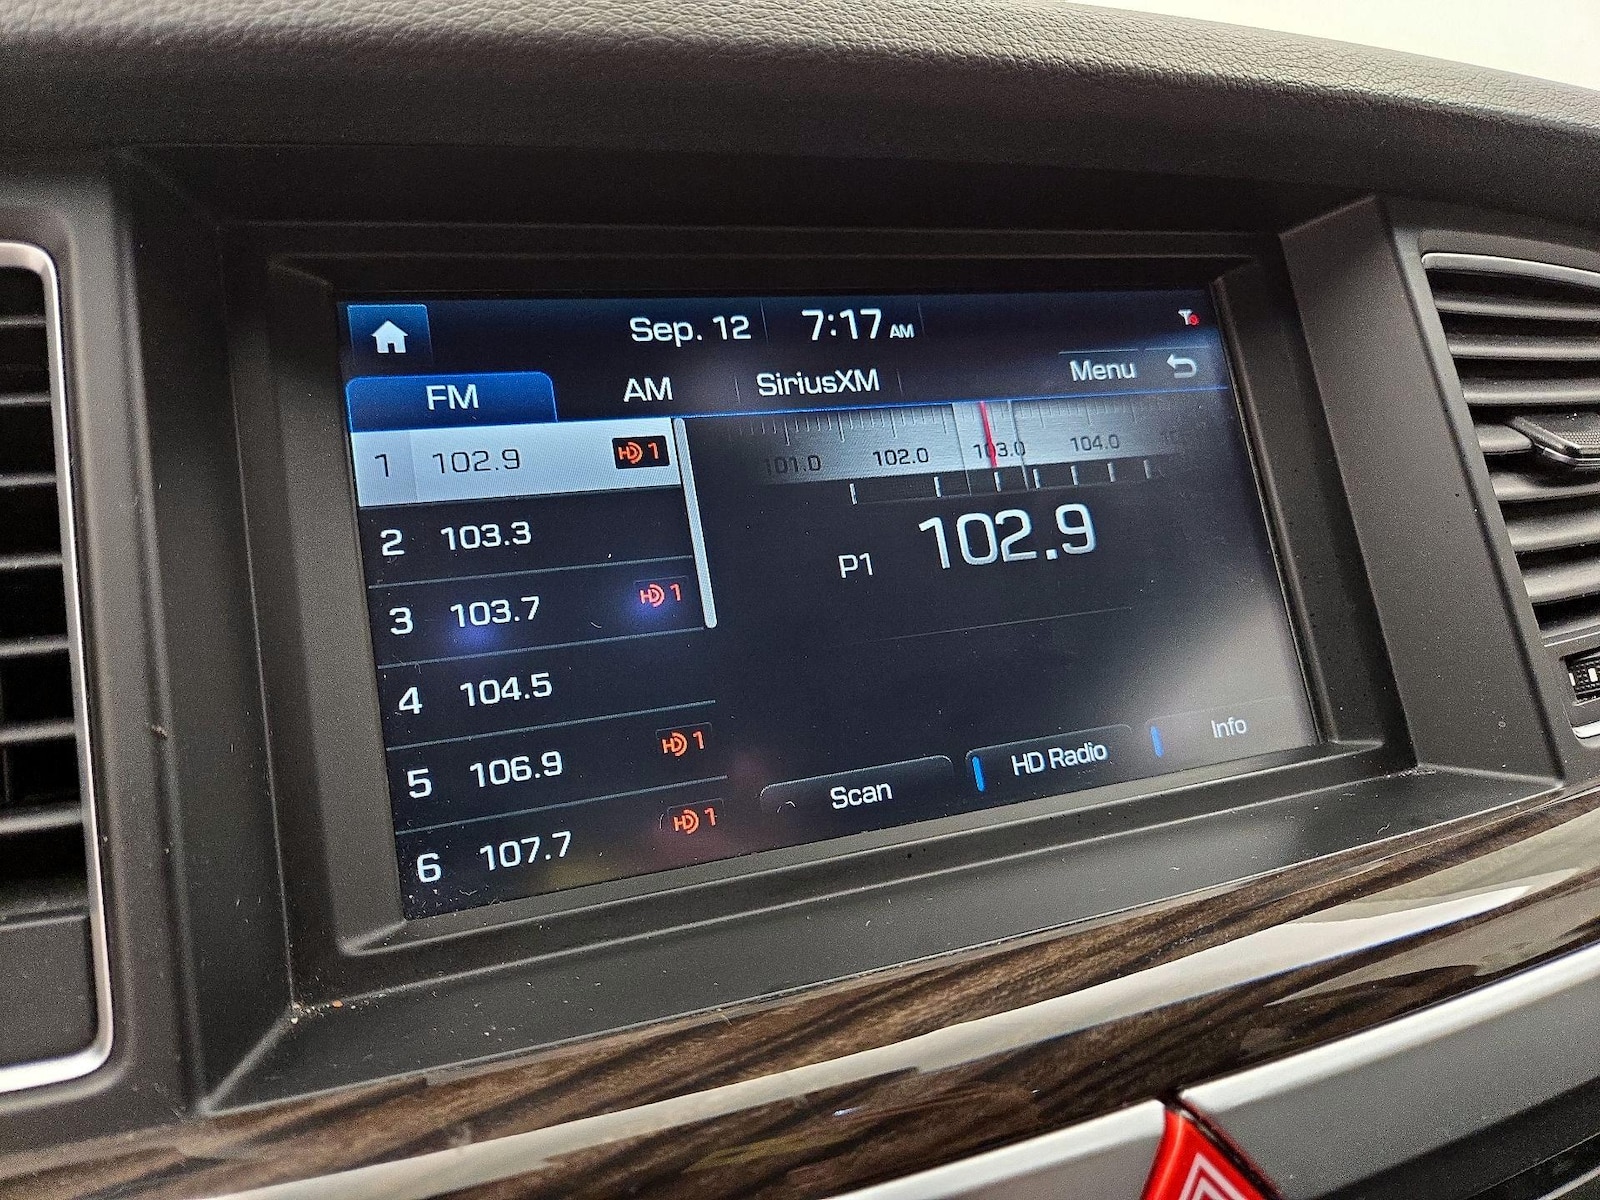 Sep. 12 7:17 AM
FM AM SiriusXM Menu
101.0 102.0 103.0 104.0
1 102.9 HD 1
2 103.3
3 103.7 HD 1
4 104.5
5 106.9 HD 1
6 107.7 HD 1
P1 102.9
Scan HD Radio Info